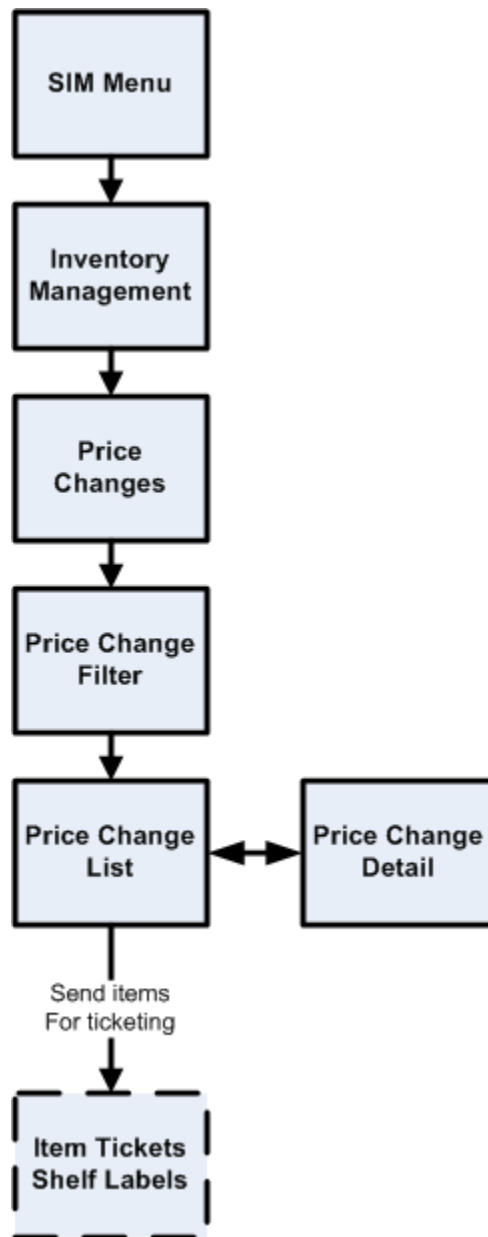 SIM Menu
Inventory
Management
Price
Changes
Price Change
Filter
Price Change
List
Price Change
Detail
Send items
For ticketing
Item Tickets
Shelf Labels